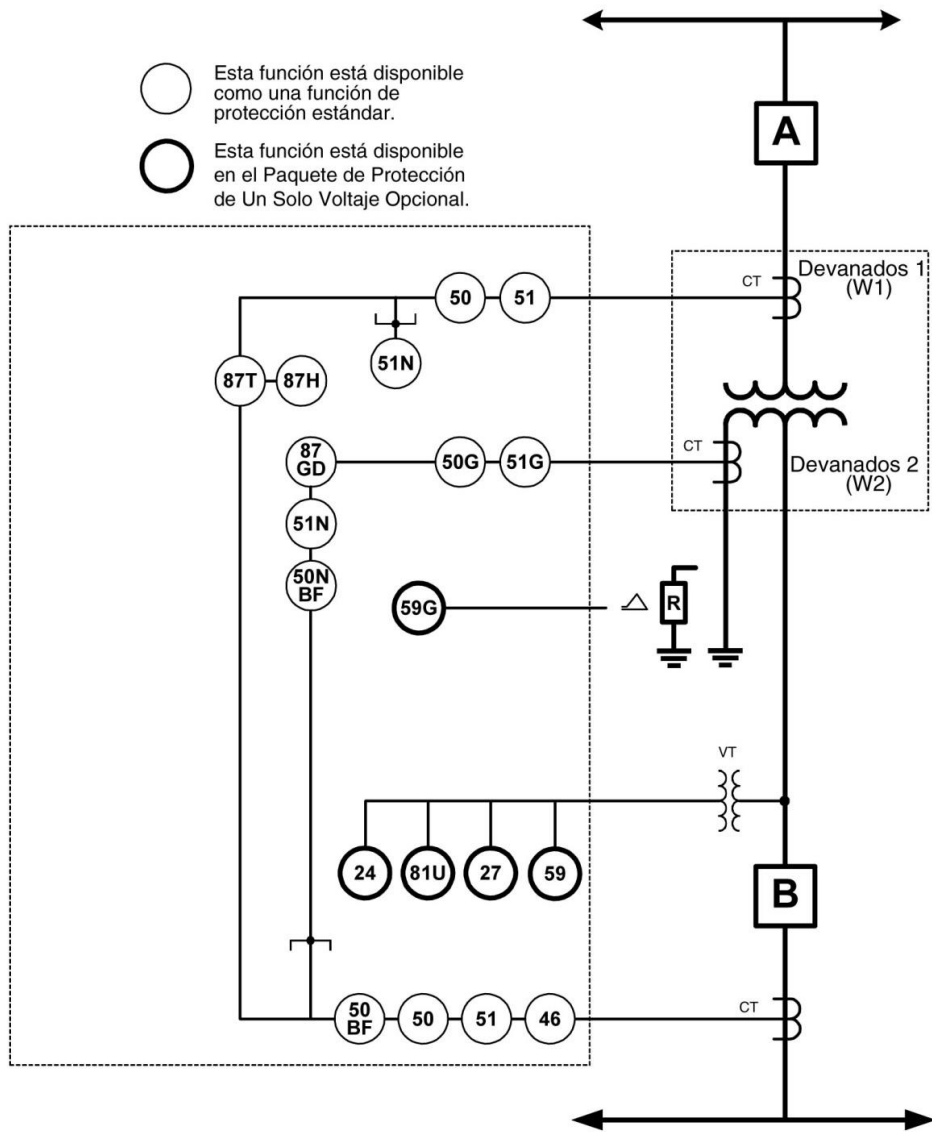 Esta función está disponible
como una función de
protección estándar.
Esta función está disponible
en el Paquete de Protección
de Un Solo Voltaje Opcional.
A
CT
Devanados 1
(W1)
50
51
51N
87T
87H
87
GD
50G
51G
CT
Devanados 2
(W2)
51N
50N
BF
59G
R
VT
24
81U
27
59
B
50
BF
50
51
46
CT